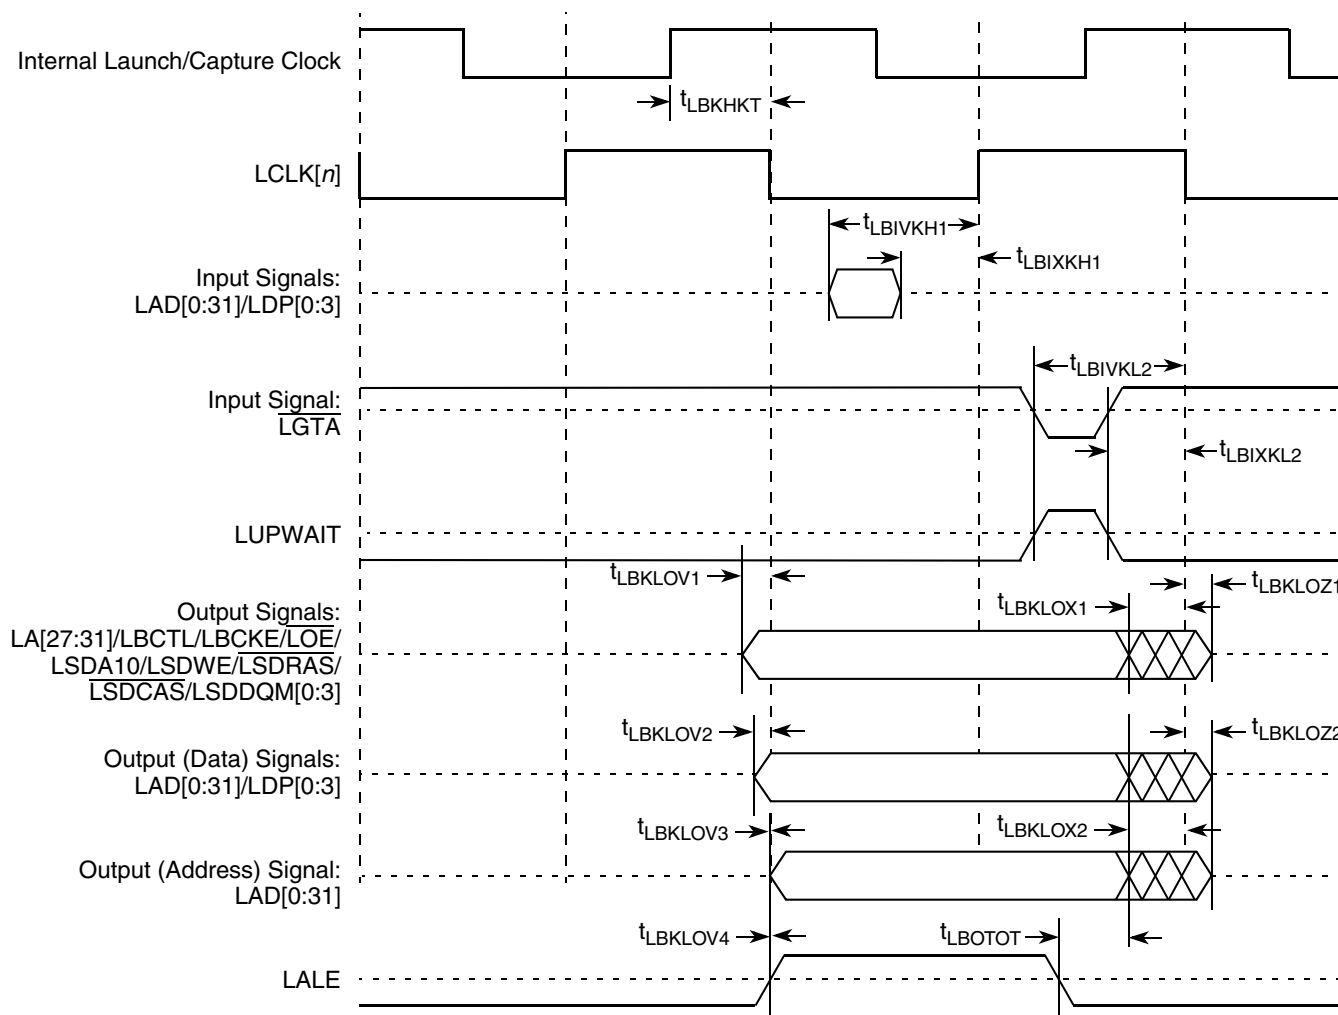 Internal Launch/Capture Clock
tLBKHKT
LCLK[n]
tLBIVKH1
tLBIXKH1
Input Signals:
LAD[0:31]/LDP[0:3]
tLBIVKL2
Input Signal:
LGTA
tLBIXKL2
LUPWAIT
tLBKLOV1
tLBKLOZ1
tLBKLOX1
Output Signals:
LA[27:31]/LBCTL/LBCKE/LOE/
LSDA10/LSDWE/LSDRAS/
LSDCAS/LSDDQM[0:3]
tLBKLOV2
tLBKLOZ2
Output (Data) Signals:
LAD[0:31]/LDP[0:3]
tLBKLOV3
tLBKLOX2
Output (Address) Signal:
LAD[0:31]
tLBKLOV4
tLBOTOT
LALE